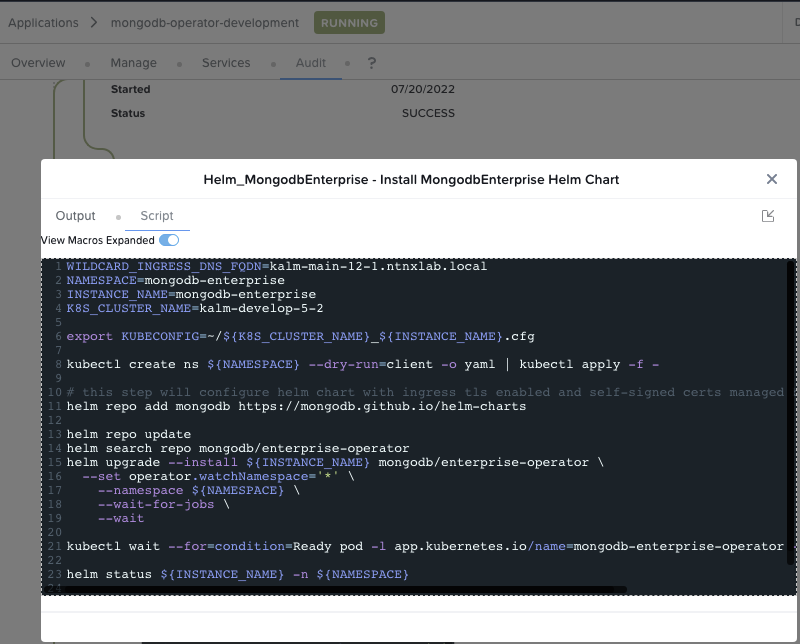 Applications > mongodb-operator-development RUNNING
Overview Manage Services Audit ?
Started 07/20/2022
Status SUCCESS
Helm_MongodbEnterprise - Install MongodbEnterprise Helm Chart
Output Script
View Macros Expanded
1 WILDCARD_INGRESS_DNS_FQDN=kalm-main-12-1.ntnxlab.local
2 NAMESPACE=mongodb-enterprise
3 INSTANCE_NAME=mongodb-enterprise
4 K8S_CLUSTER_NAME=kalm-develop-5-2
5
6 export KUBECONFIG=~/${K8S_CLUSTER_NAME}_${INSTANCE_NAME}.cfg
7
8 kubectl create ns ${NAMESPACE} --dry-run=client -o yaml | kubectl apply -f -
9
10 # this step will configure helm chart with ingress tls enabled and self-signed certs managed
11 helm repo add mongodb https://mongodb.github.io/helm-charts
12
13 helm repo update
14 helm search repo mongodb/enterprise-operator
15 helm upgrade --install ${INSTANCE_NAME} mongodb/enterprise-operator \
16 --set operator.watchNamespace='*' \
17 --namespace ${NAMESPACE} \
18 --wait-for-jobs \
19 --wait
20
21 kubectl wait --for=condition=Ready pod -l app.kubernetes.io/name=mongodb-enterprise-operator
22
23 helm status ${INSTANCE_NAME} -n ${NAMESPACE}
24